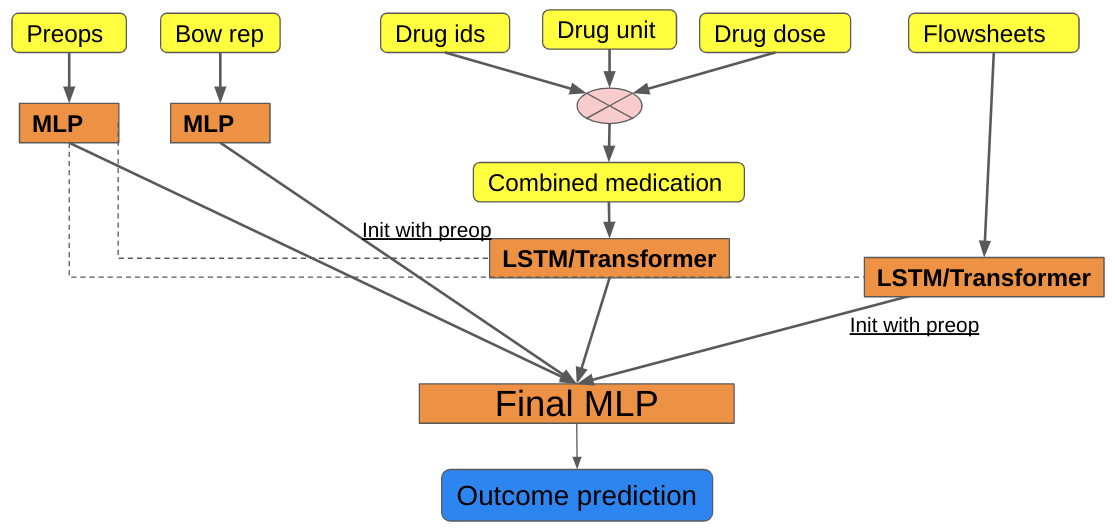 Preops
Bow rep
Drug ids
Drug unit
Drug dose
Flowsheets
MLP
MLP
Combined medication
Init with preop
LSTM/Transformer
LSTM/Transformer
Init with preop
Final MLP
Outcome prediction